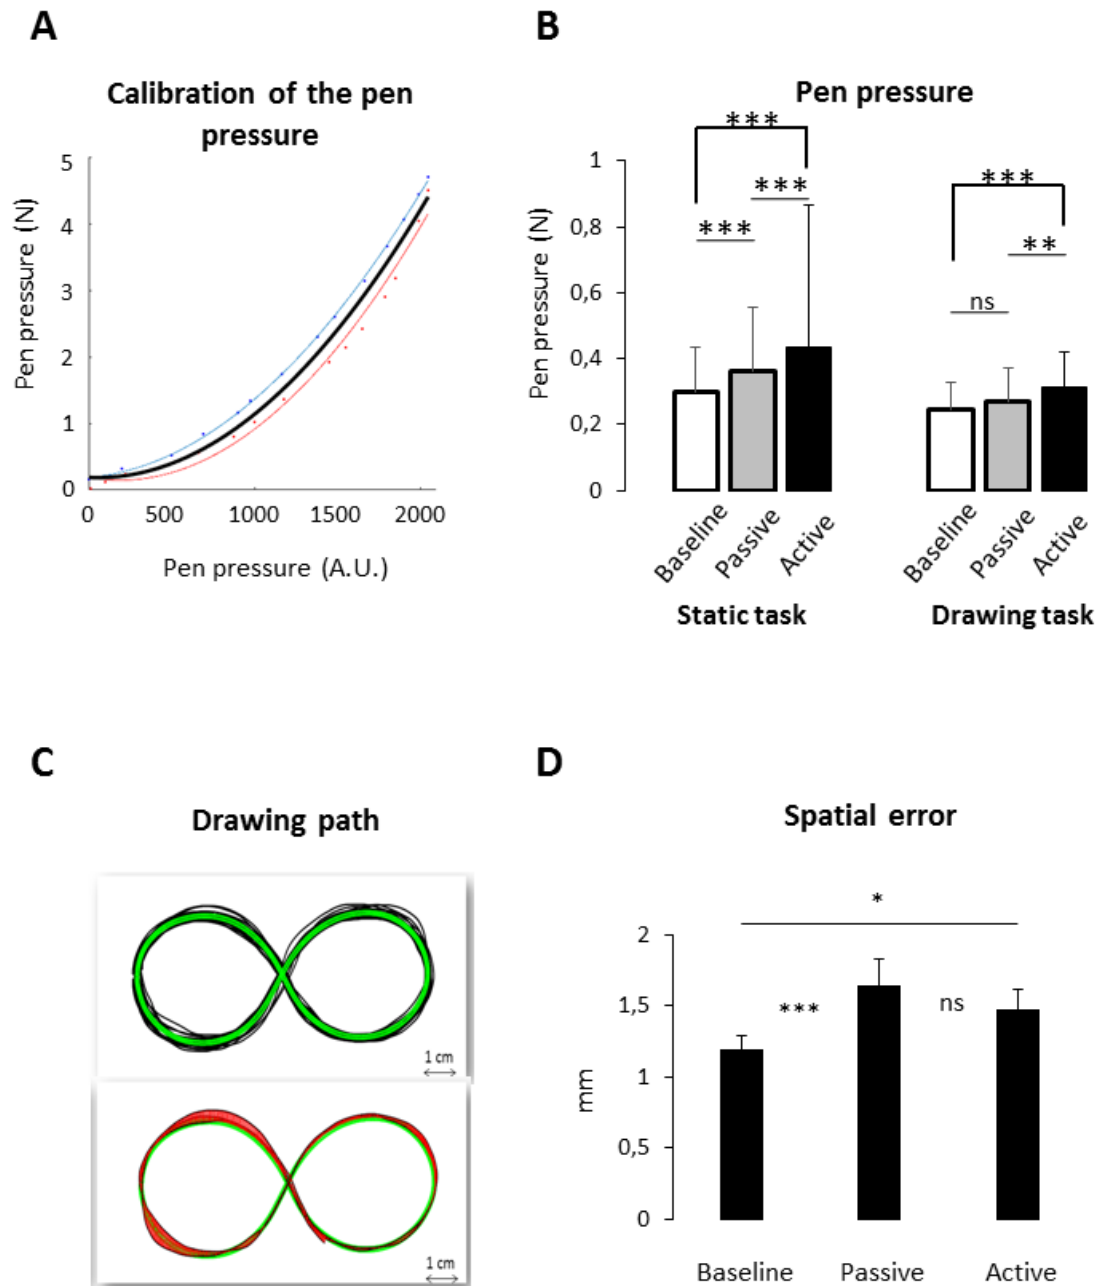 A
Calibration of the pen
pressure
Pen pressure (N)
5
4
3
2
1
0
0 500 1000 1500 2000
Pen pressure (A.U.)
B
Pen pressure
Pen pressure (N)
1
0,8
0,6
0,4
0,2
0
***
***
***
***
**
ns
Baseline Passive Active
Baseline Passive Active
Static task
Drawing task
C
Drawing path
1 cm
1 cm
D
Spatial error
*
mm
2
1,5
1
0,5
0
***
ns
Baseline Passive Active